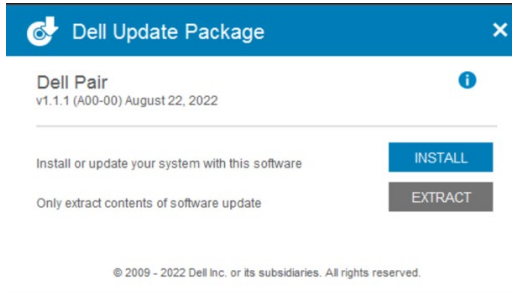 Dell Update Package
Dell Pair
v1.1.1 (A00-00) August 22, 2022
Install or update your system with this software
INSTALL
Only extract contents of software update
EXTRACT
© 2009 - 2022 Dell Inc. or its subsidiaries. All rights reserved.